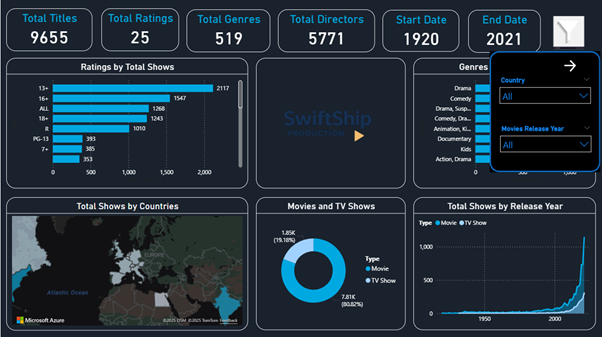 Total Titles
9655
Total Ratings
25
Total Genres
519
Total Directors
5771
Start Date
1920
End Date
2021
Ratings by Total Shows
13+
2117
16+
1547
ALL
1268
18+
1243
R
1010
PG-13
393
7+
385
353
0
500
1,000
1,500
2,000
SwiftShip
PRODUCTION
Genres
Drama
Comedy
Drama, Susp...
Comedy, Dra...
Animation, Ki...
Documentary
Kids
Action, Drama
0
Country
All
Movies Release Year
All
Total Shows by Countries
EUROPE
Atlantic Ocean
AFRICA
Microsoft Azure
©2025 OSM ©2025 TomTom Feedback
Movies and TV Shows
1.85K
(19.18%)
7.81K
(80.82%)
Type
Movie
TV Show
Total Shows by Release Year
Type Movie TV Show
1,000
500
0
1950
2000